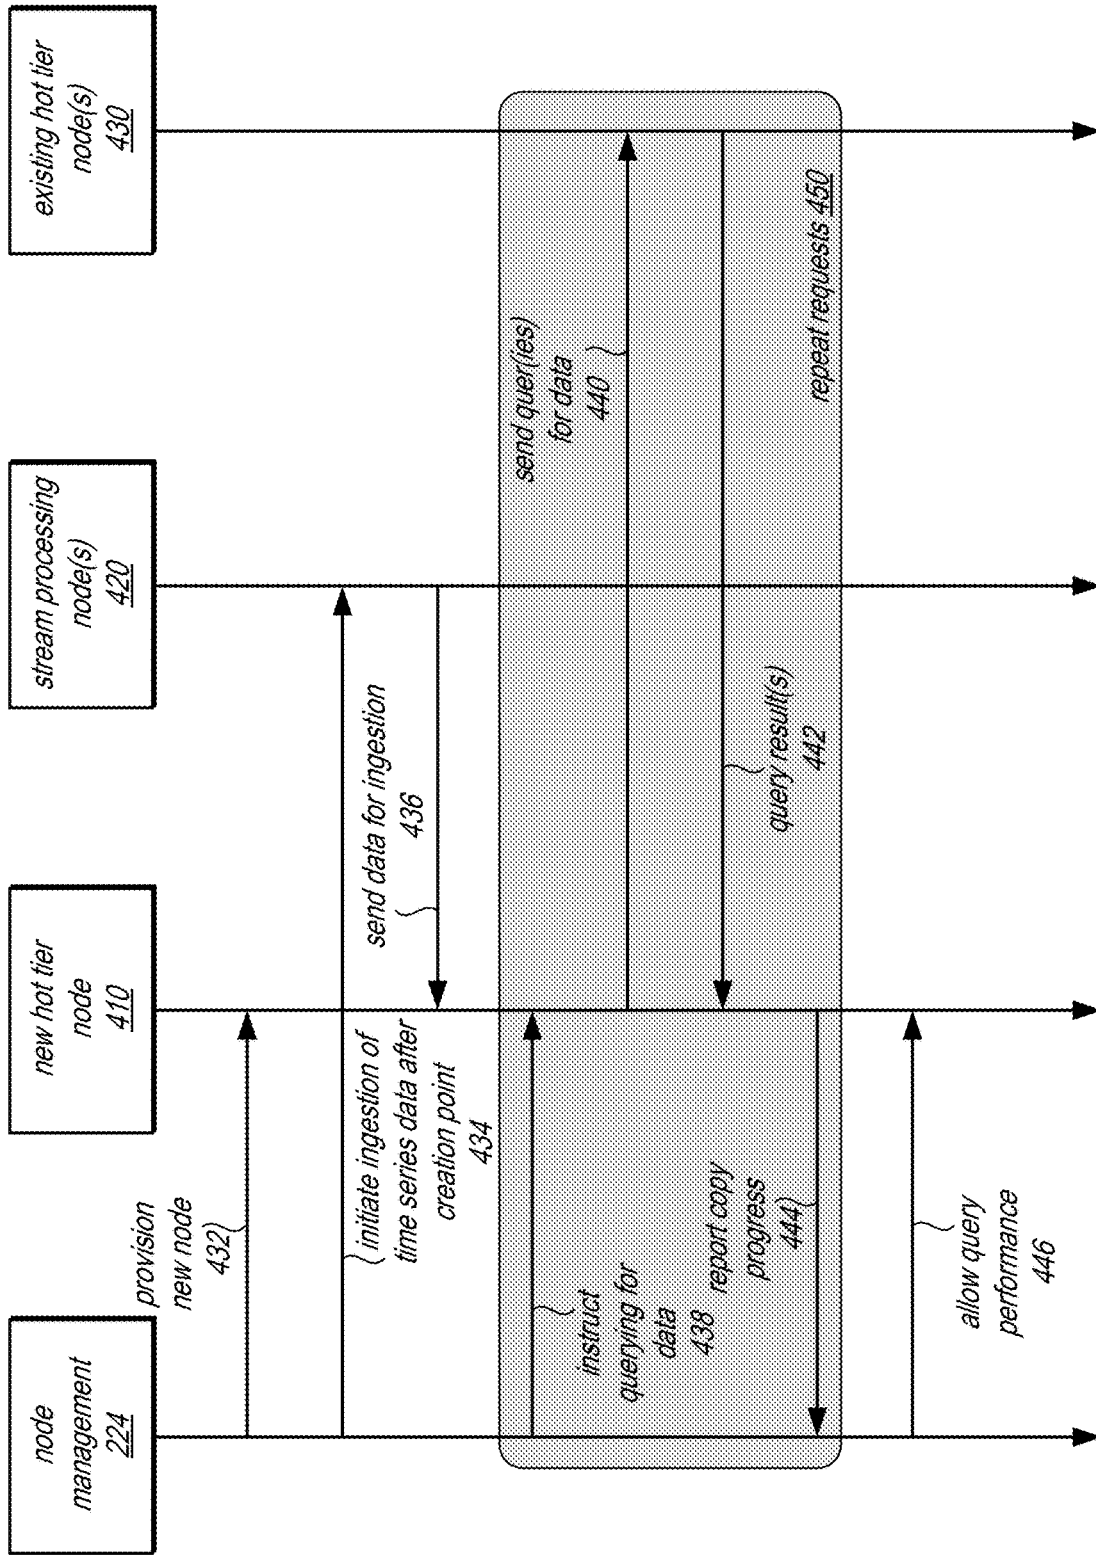 node
management
224
new hot tier
node
410
stream processing
node(s)
420
existing hot tier
node(s)
430
provision
new node
432
initiate ingestion of
time series data after
creation point
434
send data for ingestion
436
instruct
querying for
data
438
send quer(ies)
for data
440
query result(s)
442
report copy
progress
444
repeat requests 450
allow query
performance
446